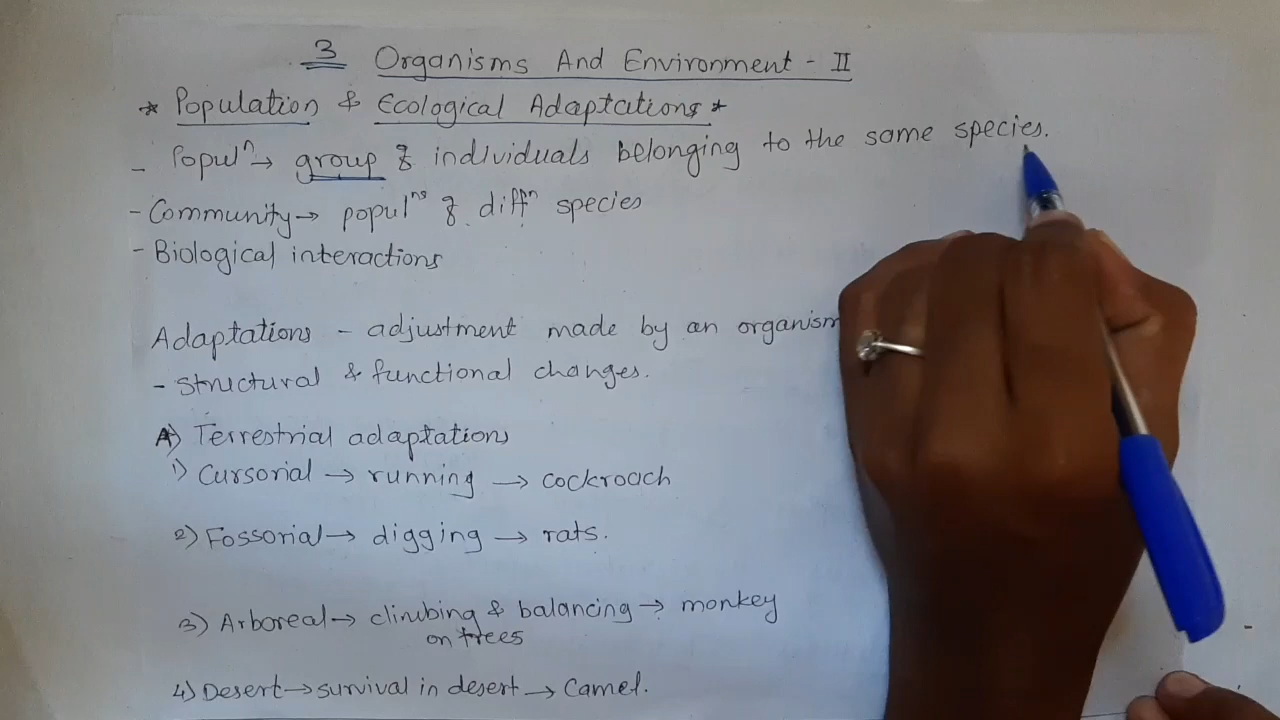 3 Organisms And Environment - II
* Population & Ecological Adaptations *
- Populⁿ → group of individuals belonging to the same species.
- Community → populⁿˢ of diffⁿ species
- Biological interactions
Adaptations - adjustment made by an organism
- Structural & functional changes.
A) Terrestrial adaptations
1) Cursorial → running → cockroach
2) Fossorial → digging → rats.
3) Arboreal → climbing & balancing → monkey
on trees
4) Desert → survival in desert → Camel.